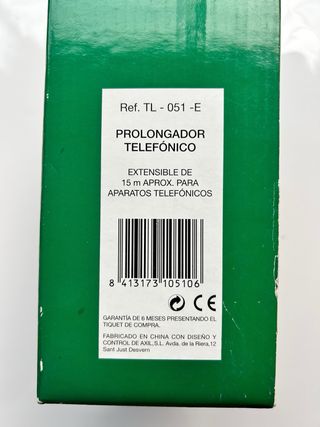 Ref. TL - 051 -E
PROLONGADOR
TELEFÓNICO
EXTENSIBLE DE
15 m APROX. PARA
APARATOS TELEFÓNICOS
8 413173 105106
CE
GARANTÍA DE 6 MESES PRESENTANDO EL
TIQUET DE COMPRA.
FABRICADO EN CHINA CON DISEÑO Y
CONTROL DE AXIL,S.L. Avda. de la Riera,12
Sant Just Desvern